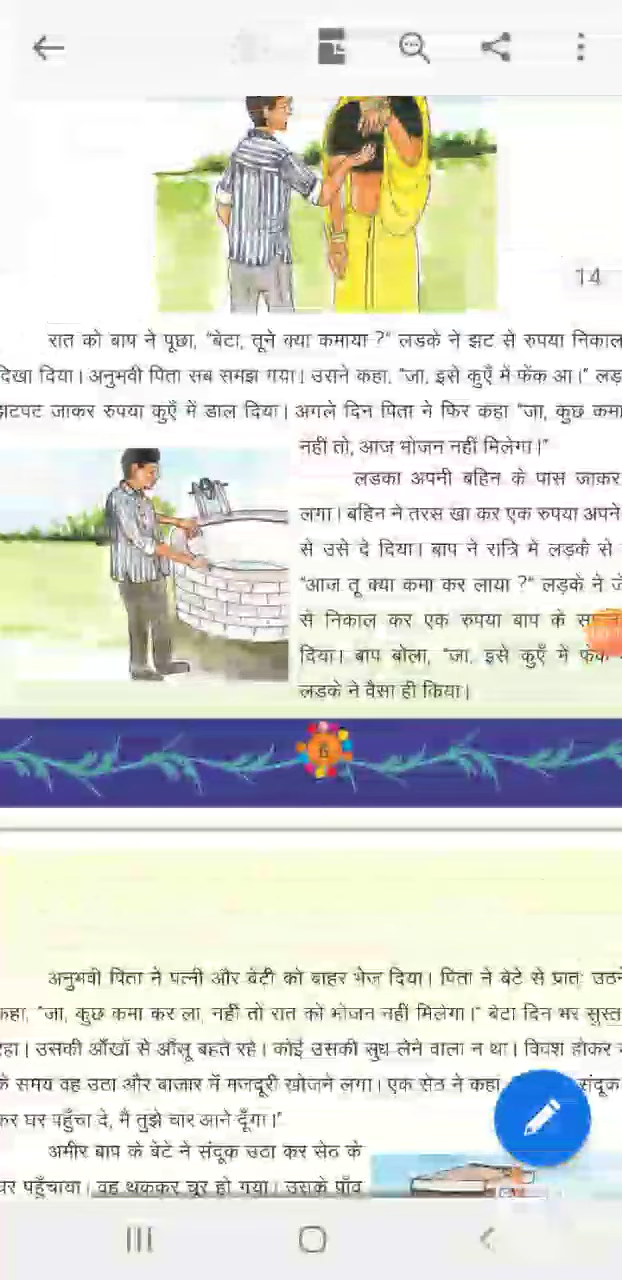 14
रात को बाप ने पूछा, "बेटा, तूने क्या कमाया ?" लडके ने झट से रुपया निकाल
दिखा दिया। अनुभवी पिता सब समझ गया। उसने कहा, "जा, इसे कुएँ में फेंक आ।" लड़
झटपट जाकर रुपया कुएँ में डाल दिया। अगले दिन पिता ने फिर कहा "जा, कुछ कमा
नहीं तो, आज भोजन नहीं मिलेगा।"
लडका अपनी बहिन के पास जाकर
लगा। बहिन ने तरस खा कर एक रुपया अपने
से उसे दे दिया। बाप ने रात्रि में लड़के से
"आज तू क्या कमा कर लाया ?" लडके ने जे
से निकाल कर एक रुपया बाप के
दिया। बाप बोला, "जा, इसे कुएँ में फेंक
लडके ने वैसा ही किया।
6
अनुभवी पिता ने पत्नी और बेटी को बाहर भेज दिया। पिता ने बेटे से प्रातः उठने
कहा, "जा, कुछ कमा कर ला, नहीं तो रात को भोजन नहीं मिलेगा।" बेटा दिन भर सुस्त
रहा। उसकी आँखों से आँसू बहते रहे। कोई उसकी सुध लेने वाला न था। विवश होकर
के समय वह उठा और बाजार में मजदूरी खोजने लगा। एक सेठ ने कहा संदूक
कर घर पहुँचा दे, मैं तुझे चार आने दूँगा।"
अमीर बाप के बेटे ने संदूक उठा कर सेठ के
घर पहुँचाया। वह थककर चूर हो गया। उसके पाँव